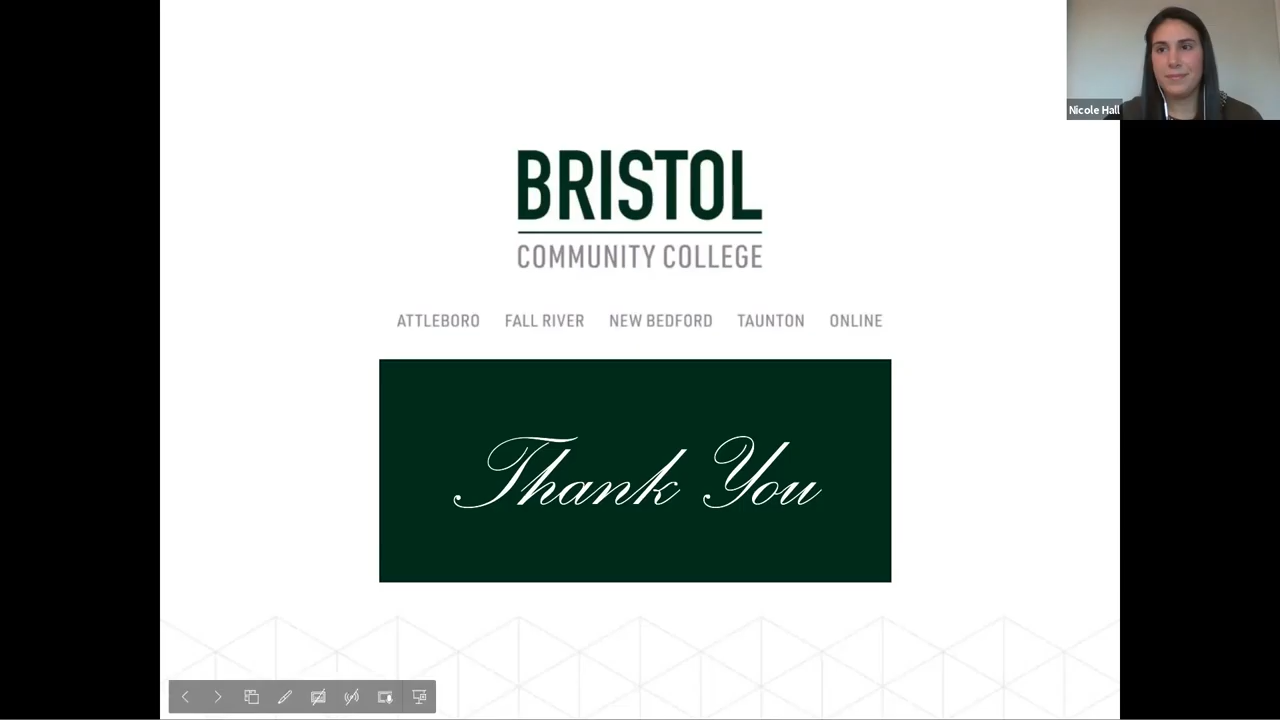 Nicole Hall
BRISTOL
COMMUNITY COLLEGE
ATTLEBORO FALL RIVER NEW BEDFORD TAUNTON ONLINE
Thank You